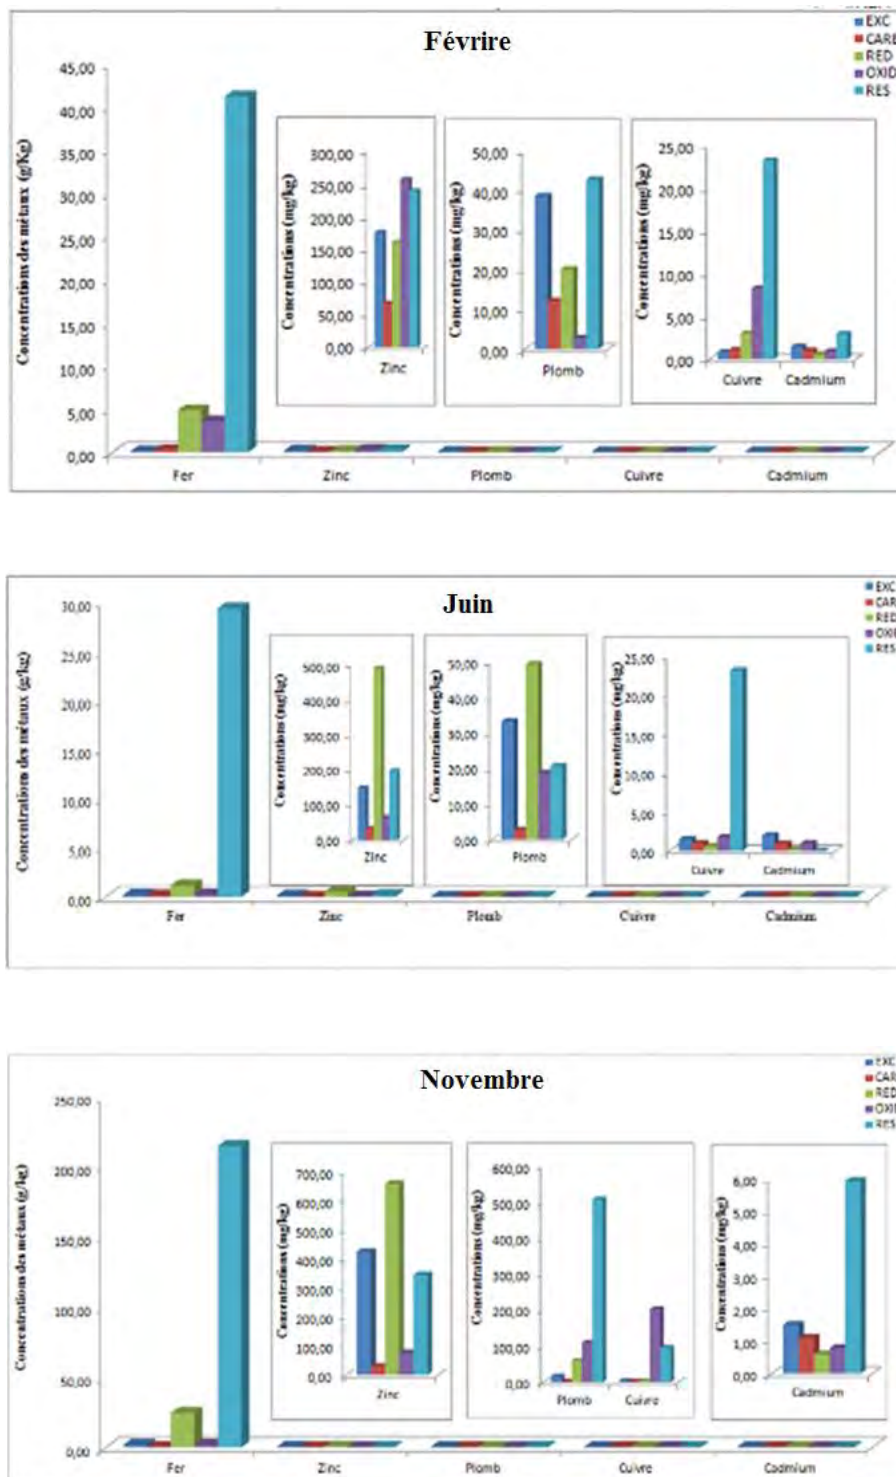 EXC
CARB
RED
OXID
RES
Févrire
Concentrations des métaux (g/Kg)
45,00
40,00
35,00
30,00
25,00
20,00
15,00
10,00
5,00
0,00
Fer
Zinc
Plomb
Cuivre
Cadmium
Concentrations (mg/kg)
300,00
250,00
200,00
150,00
100,00
50,00
0,00
Zinc
Concentrations (mg/kg)
50,00
40,00
30,00
20,00
10,00
0,00
Plomb
Concentrations (mg/kg)
25,00
20,00
15,00
10,00
5,00
0,00
Cuivre
Cadmium
EXC
CAR
RED
OXID
RES
Juin
Concentrations des métaux (g/kg)
30,00
25,00
20,00
15,00
10,00
5,00
0,00
Fer
Zinc
Plomb
Cuivre
Cadmium
Concentrations (mg/kg)
500,00
400,00
300,00
200,00
100,00
0,00
Zinc
Concentrations (mg/kg)
50,00
40,00
30,00
20,00
10,00
0,00
Plomb
Concentrations (mg/kg)
25,00
20,00
15,00
10,00
5,00
0,00
Cuivre
Cadmium
EXC
CAR
RED
OXID
RES
Novembre
Concentrations des métaux (g/kg)
250,00
200,00
150,00
100,00
50,00
0,00
Fer
Zinc
Plomb
Cuivre
Cadmium
Concentrations (mg/kg)
700,00
600,00
500,00
400,00
300,00
200,00
100,00
0,00
Zinc
Concentrations (mg/kg)
600,00
500,00
400,00
300,00
200,00
100,00
0,00
Plomb
Cuivre
Concentrations (mg/kg)
6,00
5,00
4,00
3,00
2,00
1,00
0,00
Cadmium